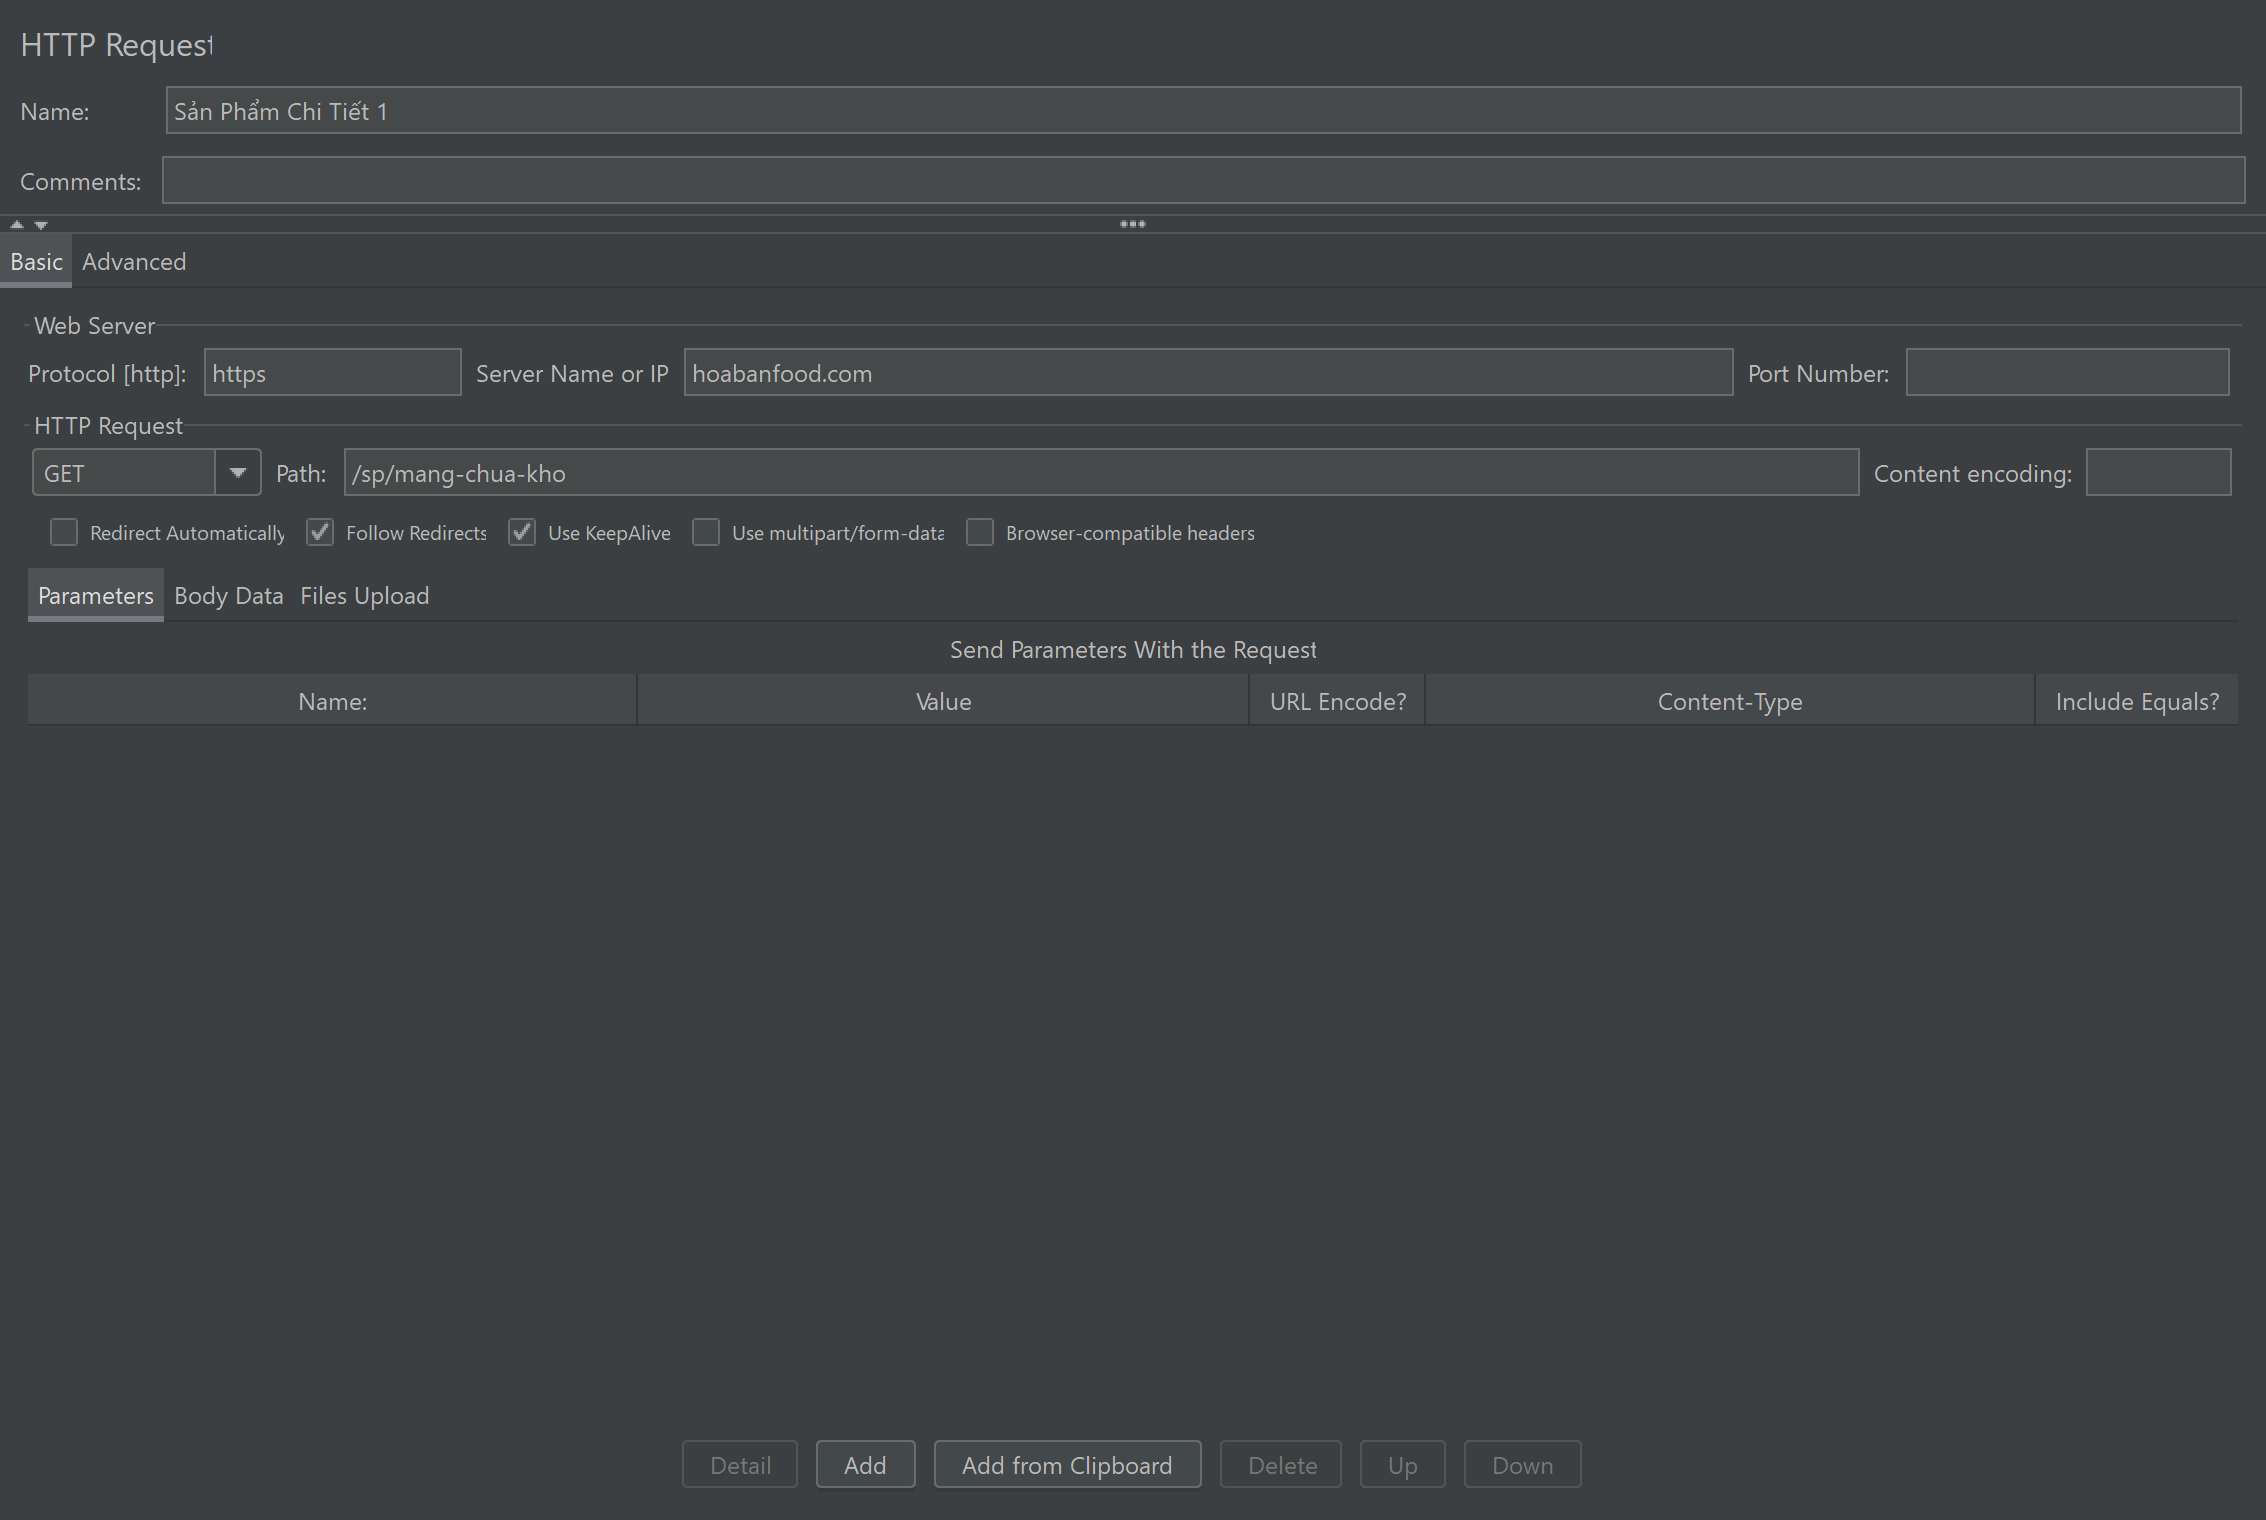 HTTP Request
Name: Sản Phẩm Chi Tiết 1
Comments:
Basic Advanced
Web Server
Protocol [http]: https Server Name or IP hoabanfood.com Port Number:
HTTP Request
GET Path: /sp/mang-chua-kho Content encoding:
Redirect Automatically Follow Redirects Use KeepAlive Use multipart/form-data Browser-compatible headers
Parameters Body Data Files Upload
Send Parameters With the Request
Name: Value URL Encode? Content-Type Include Equals?
Detail Add Add from Clipboard Delete Up Down